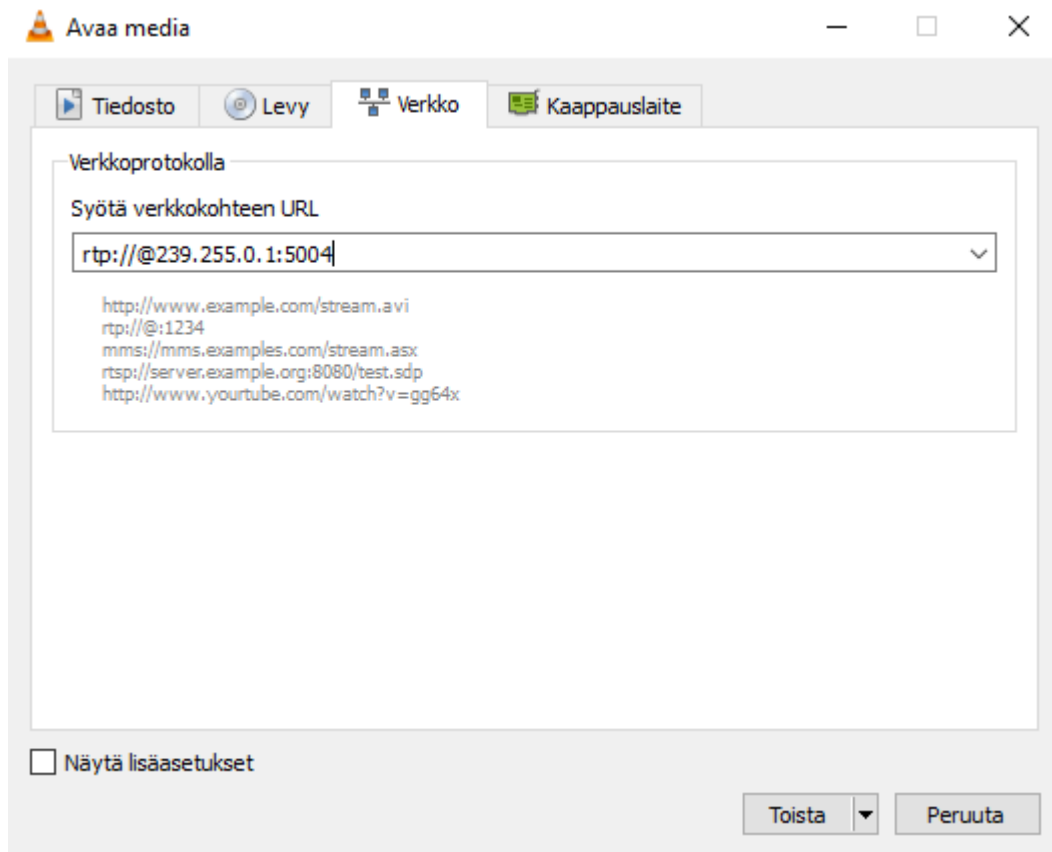 Avaa media
Tiedosto Levy Verkko Kaappauslaite
Verkkoprotokolla
Syötä verkkokohteen URL
rtp://@239.255.0.1:5004
http://www.example.com/stream.avi
rtp://@:1234
mms://mms.examples.com/stream.asx
rtsp://server.example.org:8080/test.sdp
http://www.yourtube.com/watch?v=gg64x
Näytä lisäasetukset
Toista Peruuta